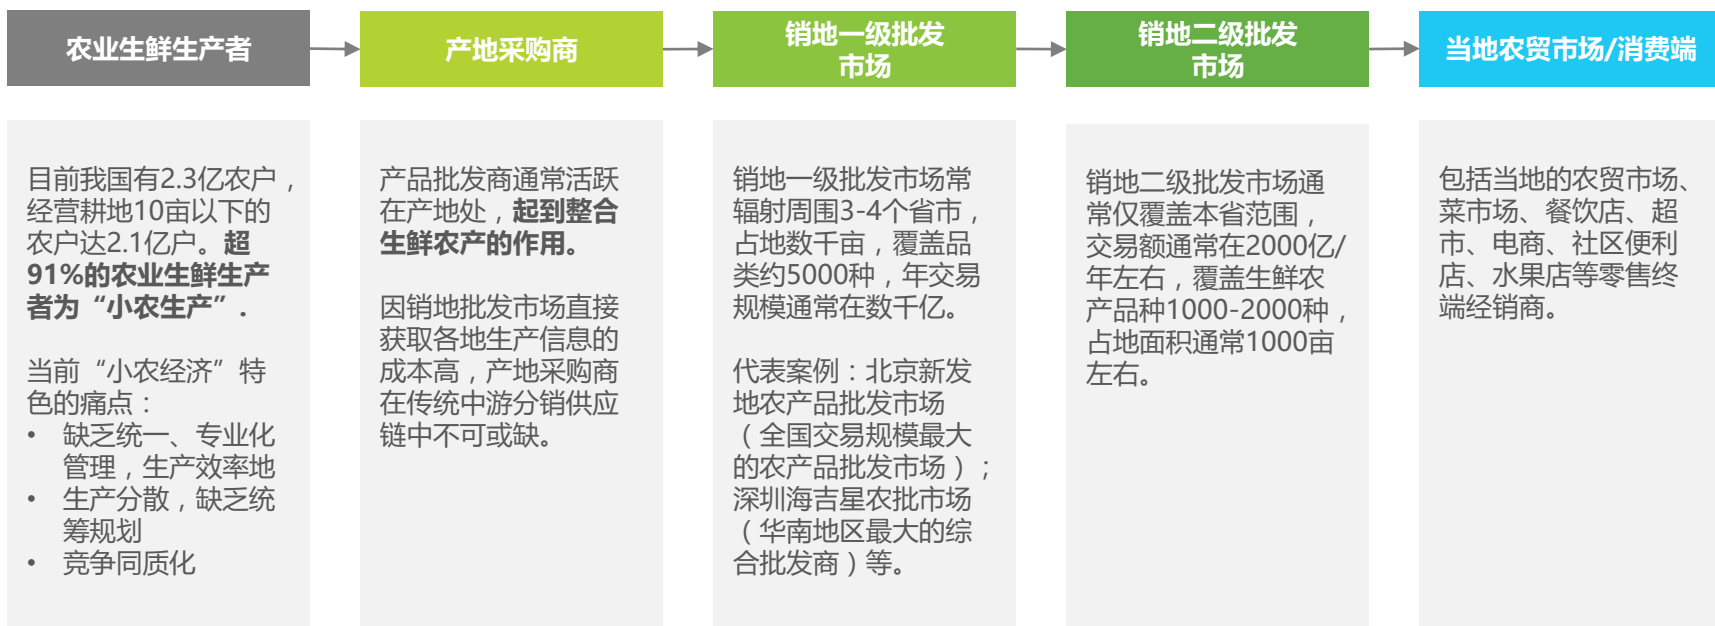 农业生鲜生产者
产地采购商
销地一级批发
市场
销地二级批发
市场
当地农贸市场/消费端
目前我国有2.3亿农户，
经营耕地10亩以下的
农户达2.1亿户。超
91%的农业生鲜生产
者为“小农生产”.
当前“小农经济”特
色的痛点：
• 缺乏统一、专业化
管理，生产效率地
• 生产分散，缺乏统
筹规划
• 竞争同质化
产品批发商通常活跃
在产地处，起到整合
生鲜农产的作用。
因销地批发市场直接
获取各地生产信息的
成本高，产地采购商
在传统中游分销供应
链中不可或缺。
销地一级批发市场常
辐射周围3-4个省市，
占地数千亩，覆盖品
类约5000种，年交易
规模通常在数千亿。
代表案例：北京新发
地农产品批发市场
（全国交易规模最大
的农产品批发市场）；
深圳海吉星农批市场
（华南地区最大的综
合批发商）等。
销地二级批发市场通
常仅覆盖本省范围，
交易额通常在2000亿/
年左右，覆盖生鲜农
产品种1000-2000种，
占地面积通常1000亩
左右。
包括当地的农贸市场、
菜市场、餐饮店、超
市、电商、社区便利
店、水果店等零售终
端经销商。